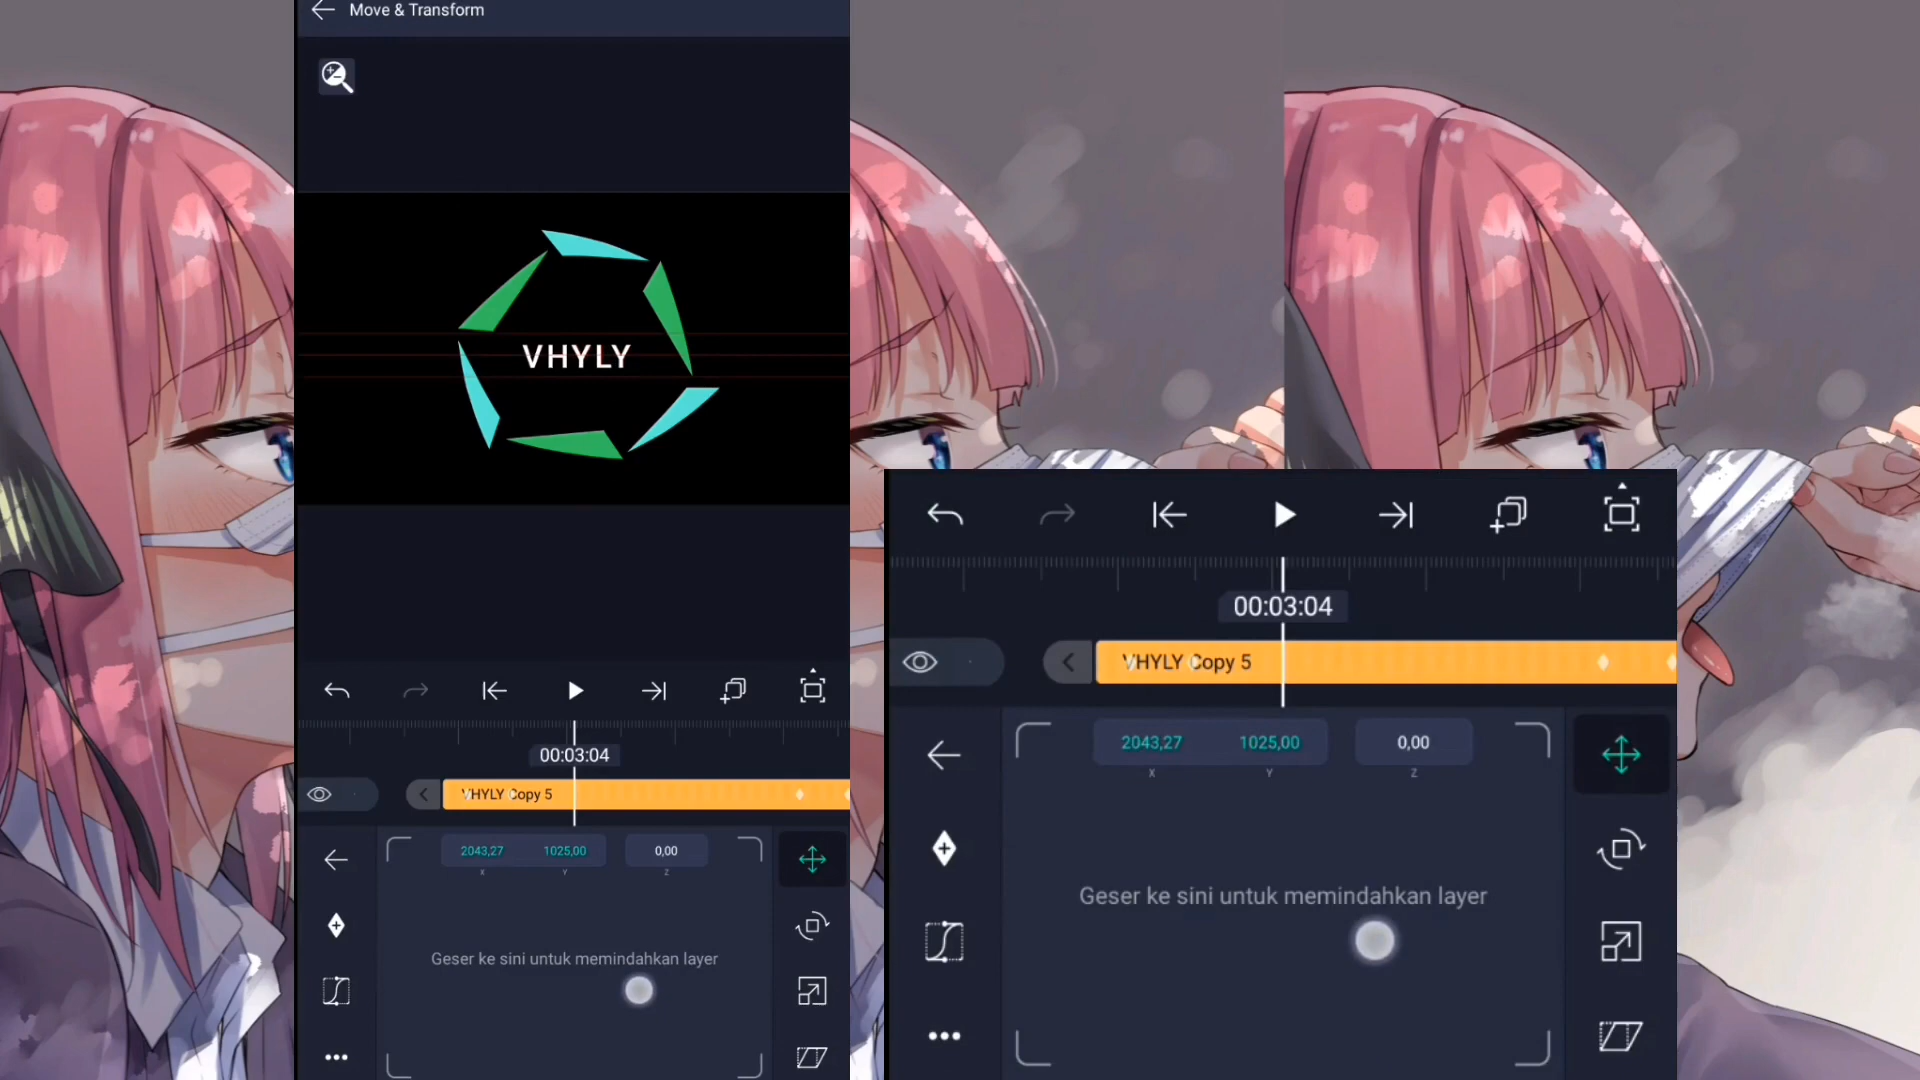 Move & Transform
VHYLY
00:03:04
VHYLY Copy 5
2043,27 1025,00 0,00
X Y Z
Geser ke sini untuk memindahkan layer
00:03:04
VHYLY Copy 5
2043,27 1025,00 0,00
X Y Z
Geser ke sini untuk memindahkan layer